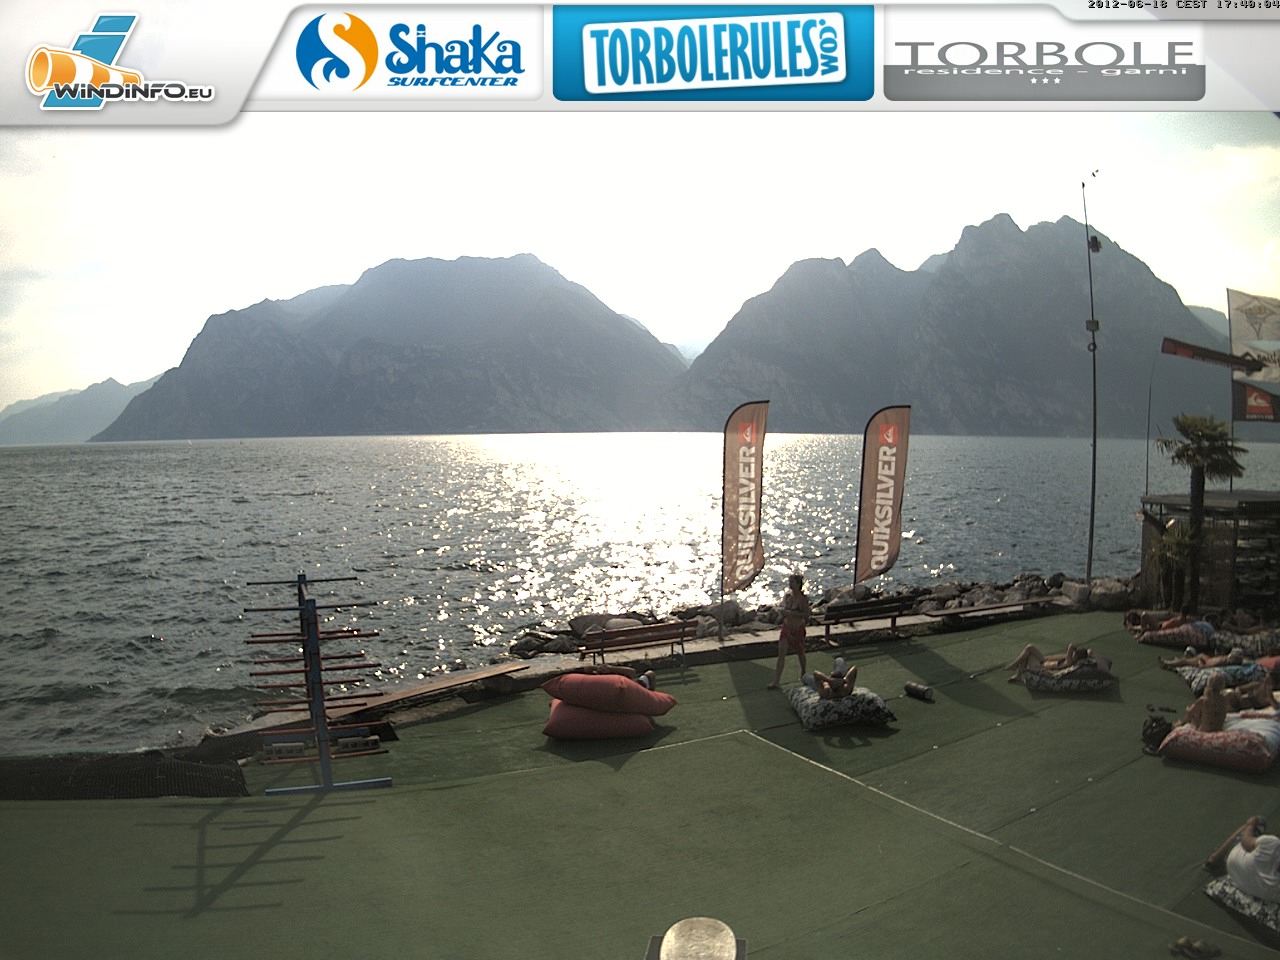 2012-06-18 CEST 17:40:04
WiNDiNFO.EU
Shaka
SURFCENTER
TORBOLERULES.COM
TORBOLE
residence - garni
QUIKSILVER
QUIKSILVER